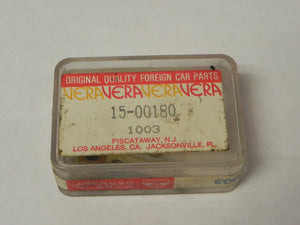 ORIGINAL QUALITY FOREIGN CAR PARTS
VERAVERAVERAVERA
15-00180
1003
PISCATAWAY, N.J.
LOS ANGELES, CA. JACKSONVILLE, FL.